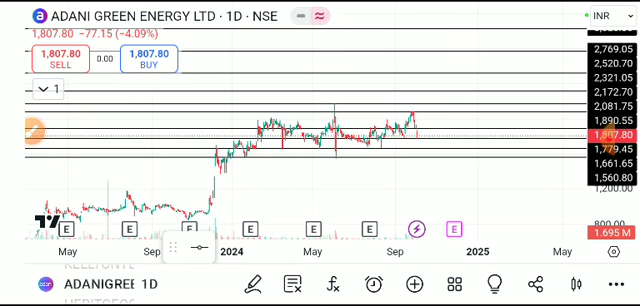 ADANI GREEN ENERGY LTD · 1D · NSE
INR
1,807.80 −77.15 (−4.09%)
1,807.80 SELL
0.00
1,807.80 BUY
1
2,769.05
2,520.70
2,321.05
2,172.70
2,081.75
1,890.55
1,807.80
1,779.45
1,661.65
1,560.80
1,200.00
800.00
1.695 M
E E E E E E E
May Sep 2024 May Sep 2025 May
ADANIGREE 1D